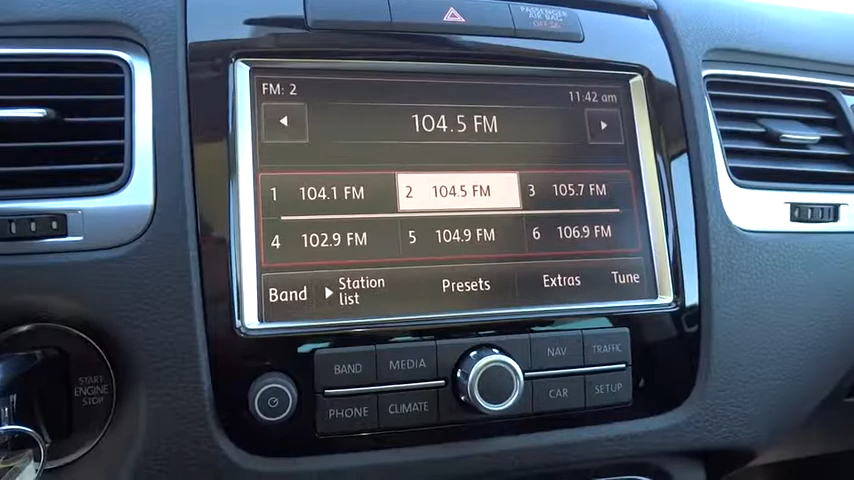 PASSENGER
AIR BAG
OFF
FM: 2
11:42 am
104.5 FM
1 104.1 FM 2 104.5 FM 3 105.7 FM
4 102.9 FM 5 104.9 FM 6 106.9 FM
Band Station list Presets Extras Tune
BAND MEDIA NAV TRAFFIC
PHONE CLIMATE CAR SETUP
START
ENGINE
STOP